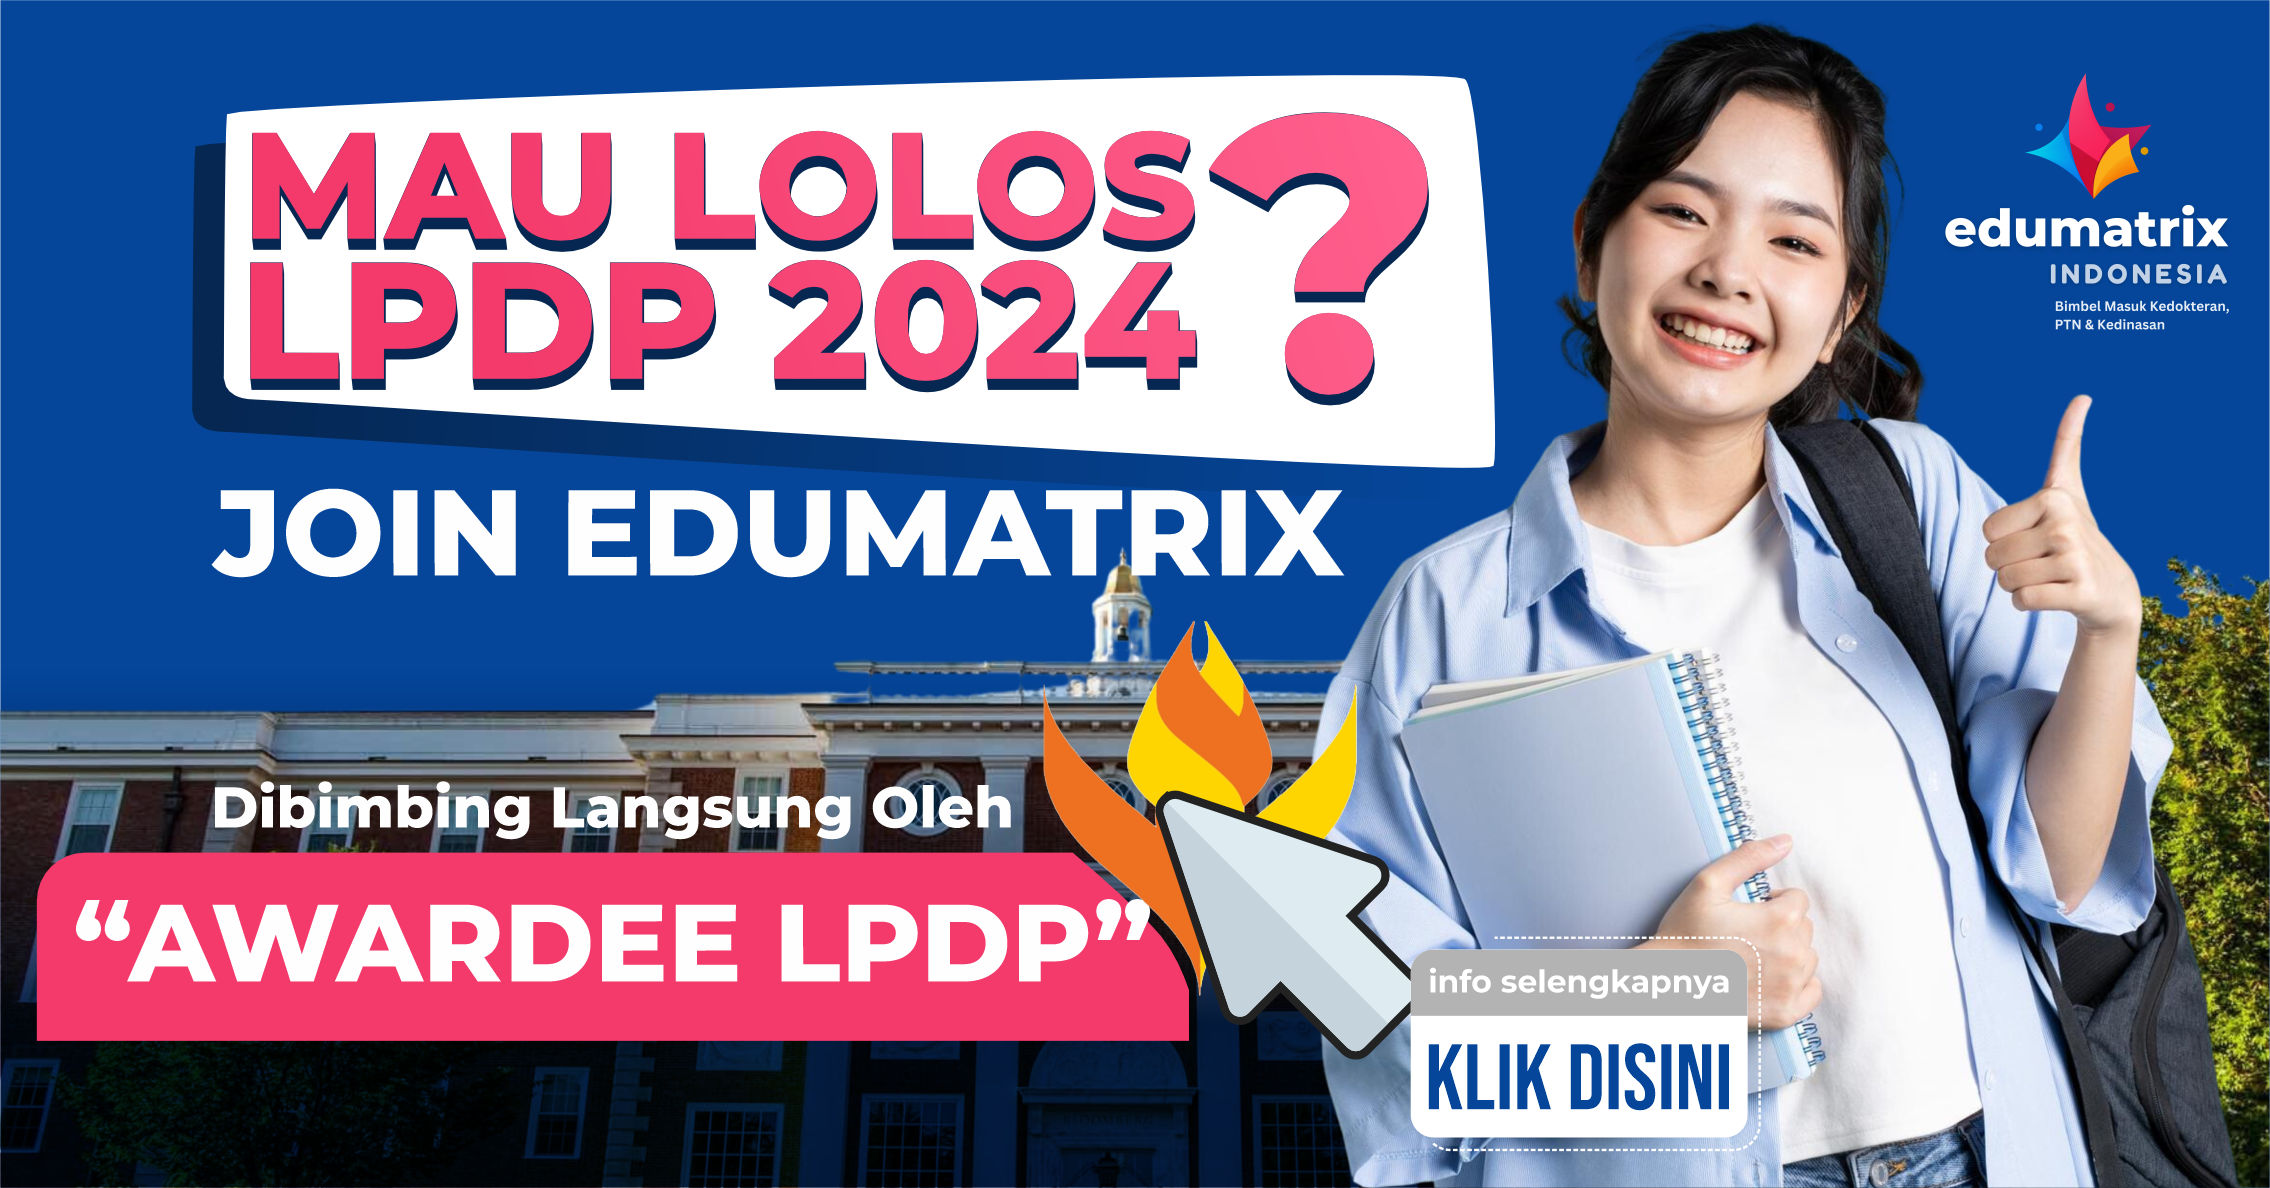 MAU LOLOS
LPDP 2024?
JOIN EDUMATRIX
edumatrix
INDONESIA
Bimbel Masuk Kedokteran,
PTN & Kedinasan
Dibimbing Langsung Oleh
“AWARDEE LPDP”
info selengkapnya
KLIK DISINI